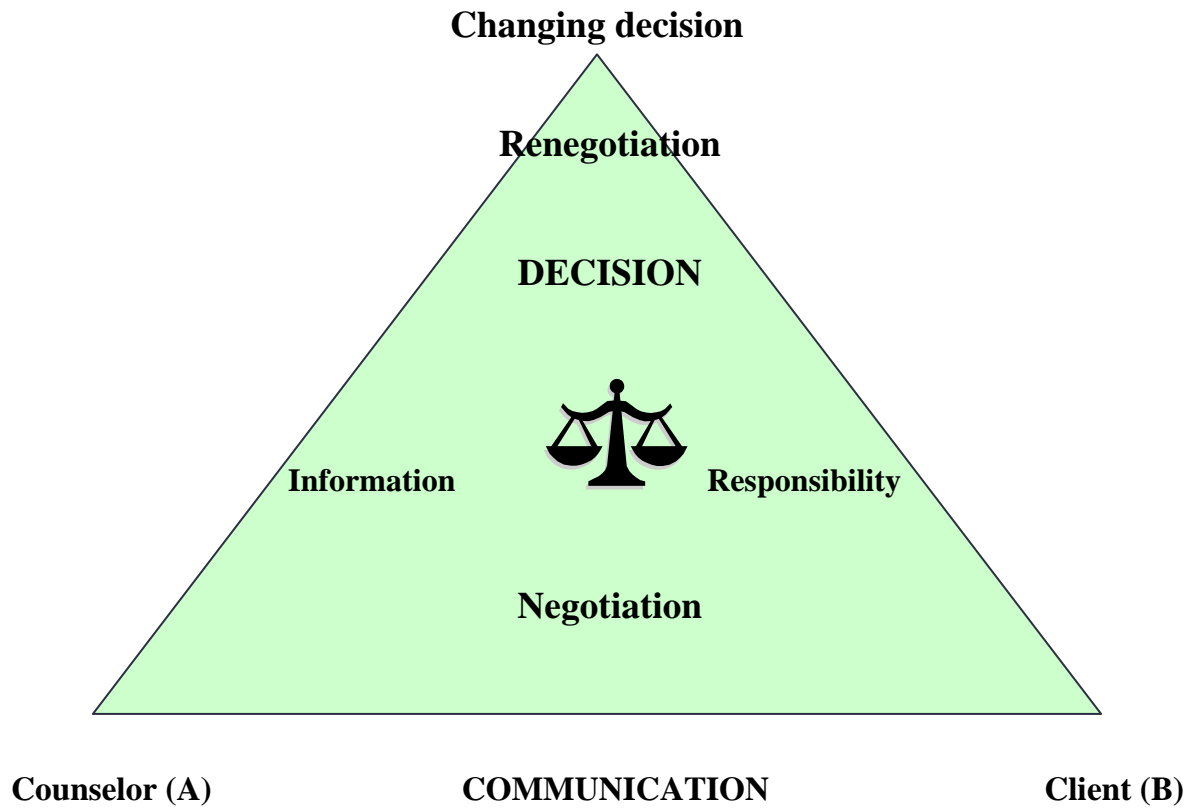 Changing decision
Renegotiation
DECISION
Information Responsibility
Negotiation
Counselor (A) COMMUNICATION Client (B)